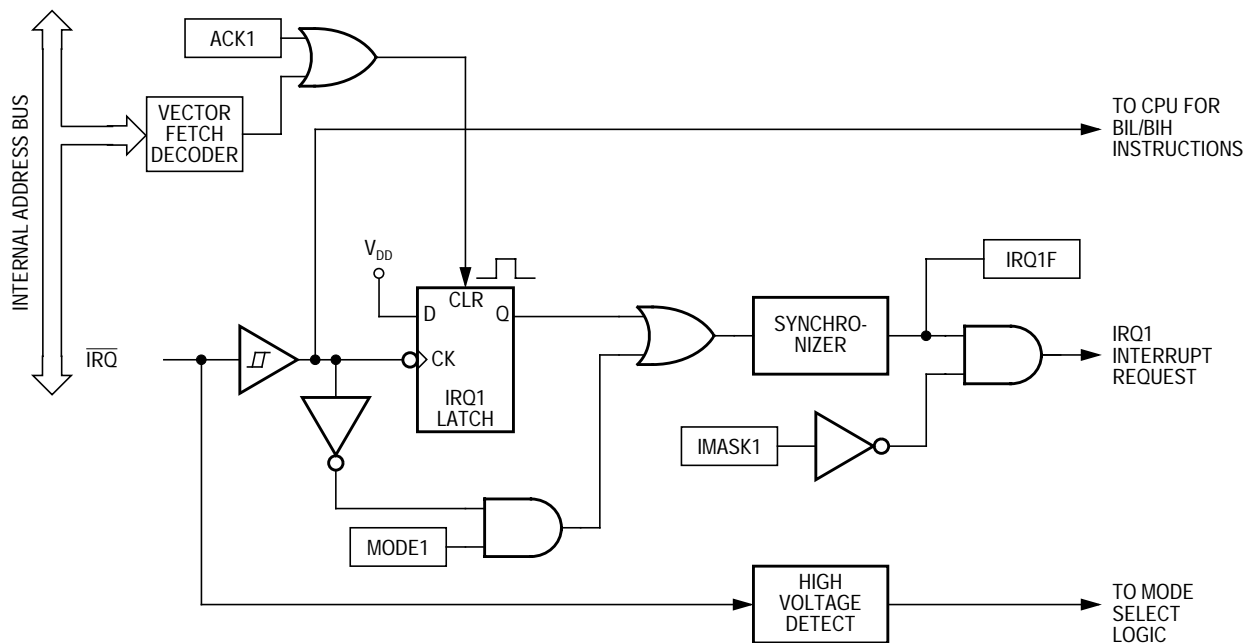 INTERNAL ADDRESS BUS
ACK1
VECTOR
FETCH
DECODER
TO CPU FOR
BIL/BIH
INSTRUCTIONS
VDD
CLR
D
Q
CK
IRQ1
LATCH
IRQ
SYNCHRO-
NIZER
IRQ1F
IRQ1
INTERRUPT
REQUEST
IMASK1
MODE1
HIGH
VOLTAGE
DETECT
TO MODE
SELECT
LOGIC